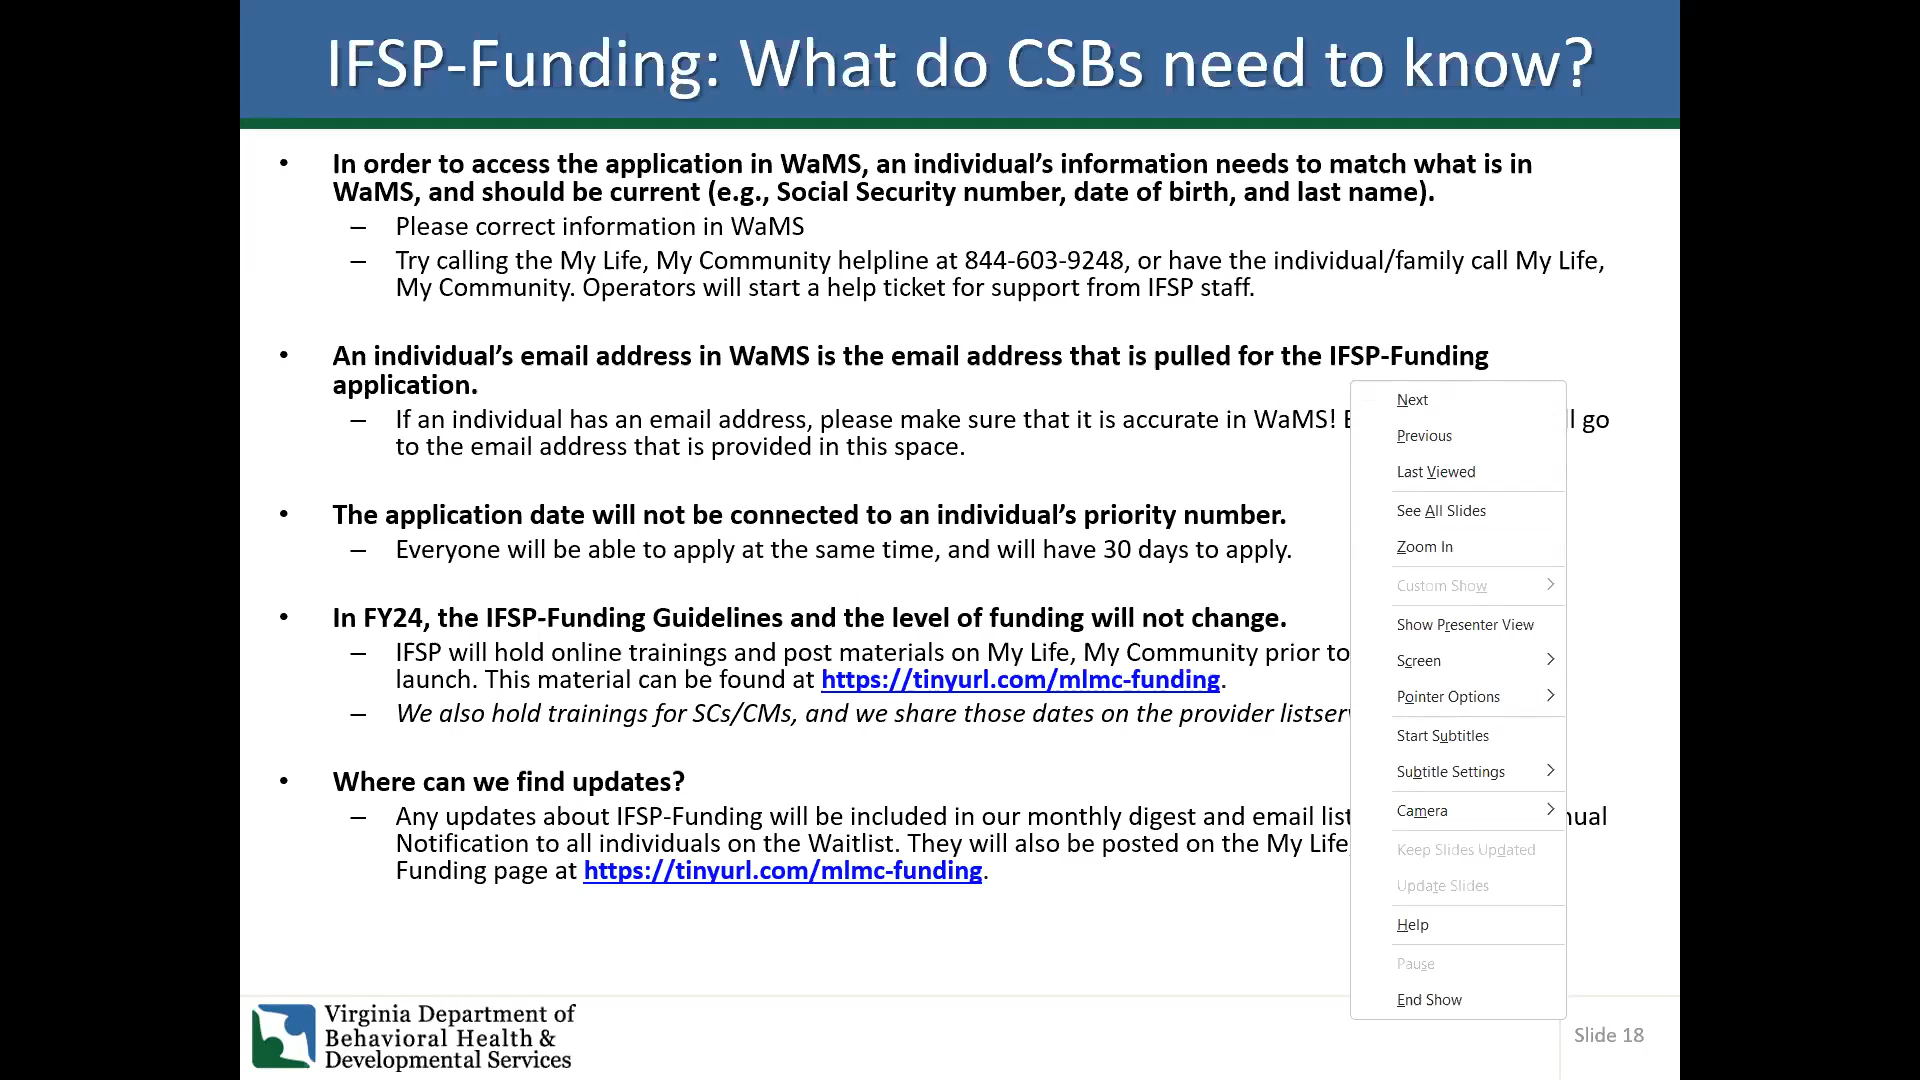 IFSP-Funding: What do CSBs need to know?
• In order to access the application in WaMS, an individual's information needs to match what is in
WaMS, and should be current (e.g., Social Security number, date of birth, and last name).
– Please correct information in WaMS
– Try calling the My Life, My Community helpline at 844-603-9248, or have the individual/family call My Life,
My Community. Operators will start a help ticket for support from IFSP staff.
• An individual's email address in WaMS is the email address that is pulled for the IFSP-Funding
application.
– If an individual has an email address, please make sure that it is accurate in WaMS! go
to the email address that is provided in this space.
• The application date will not be connected to an individual's priority number.
– Everyone will be able to apply at the same time, and will have 30 days to apply.
• In FY24, the IFSP-Funding Guidelines and the level of funding will not change.
– IFSP will hold online trainings and post materials on My Life, My Community prior to
launch. This material can be found at https://tinyurl.com/mlmc-funding.
– We also hold trainings for SCs/CMs, and we share those dates on the provider
• Where can we find updates?
– Any updates about IFSP-Funding will be included in our monthly digest and email
Notification to all individuals on the Waitlist. They will also be posted on the My Life,
Funding page at https://tinyurl.com/mlmc-funding.
Next
Previous
Last Viewed
See All Slides
Zoom In
Custom Show
Show Presenter View
Screen
Pointer Options
Start Subtitles
Subtitle Settings
Camera
Keep Slides Updated
Update Slides
Help
Pause
End Show
Virginia Department of
Behavioral Health &
Developmental Services
Slide 18